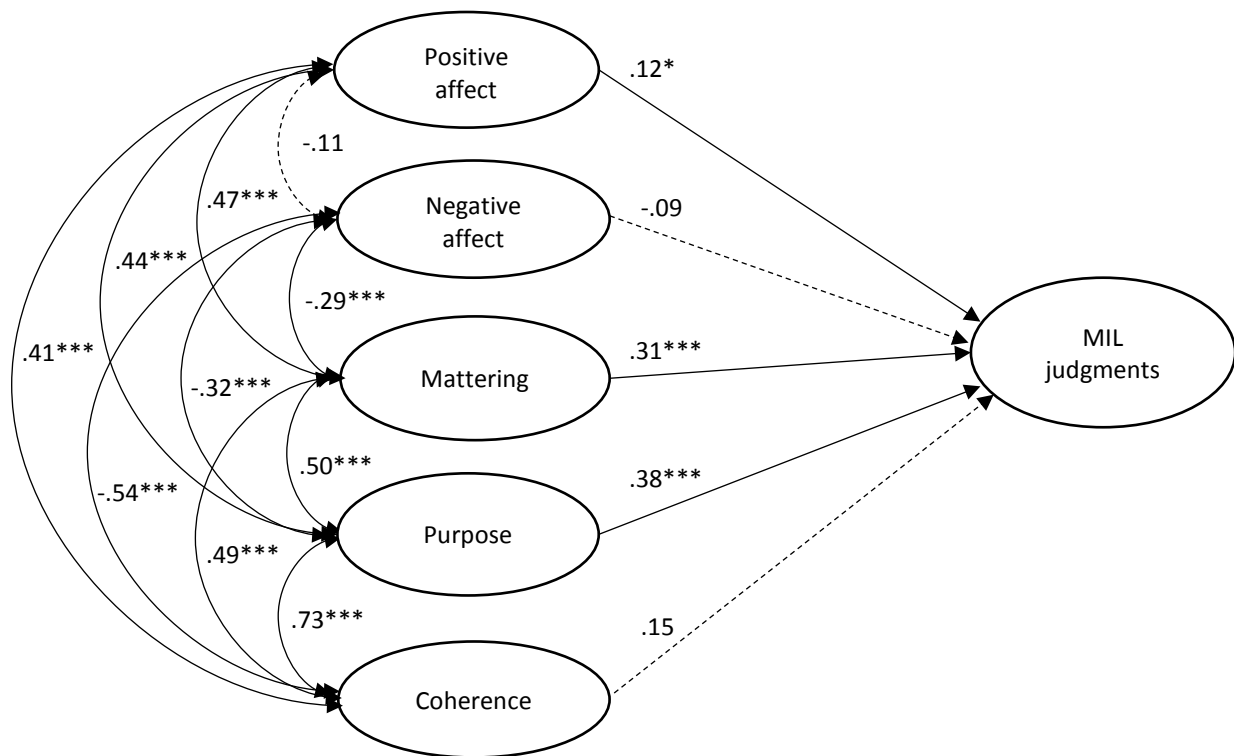 Positive
affect
.12*
-.11
.47***
Negative
affect
-.09
.44***
-.29***
MIL
judgments
.41***
-.32***
Mattering
.31***
.50***
.38***
-.54***
Purpose
.49***
.73***
.15
Coherence